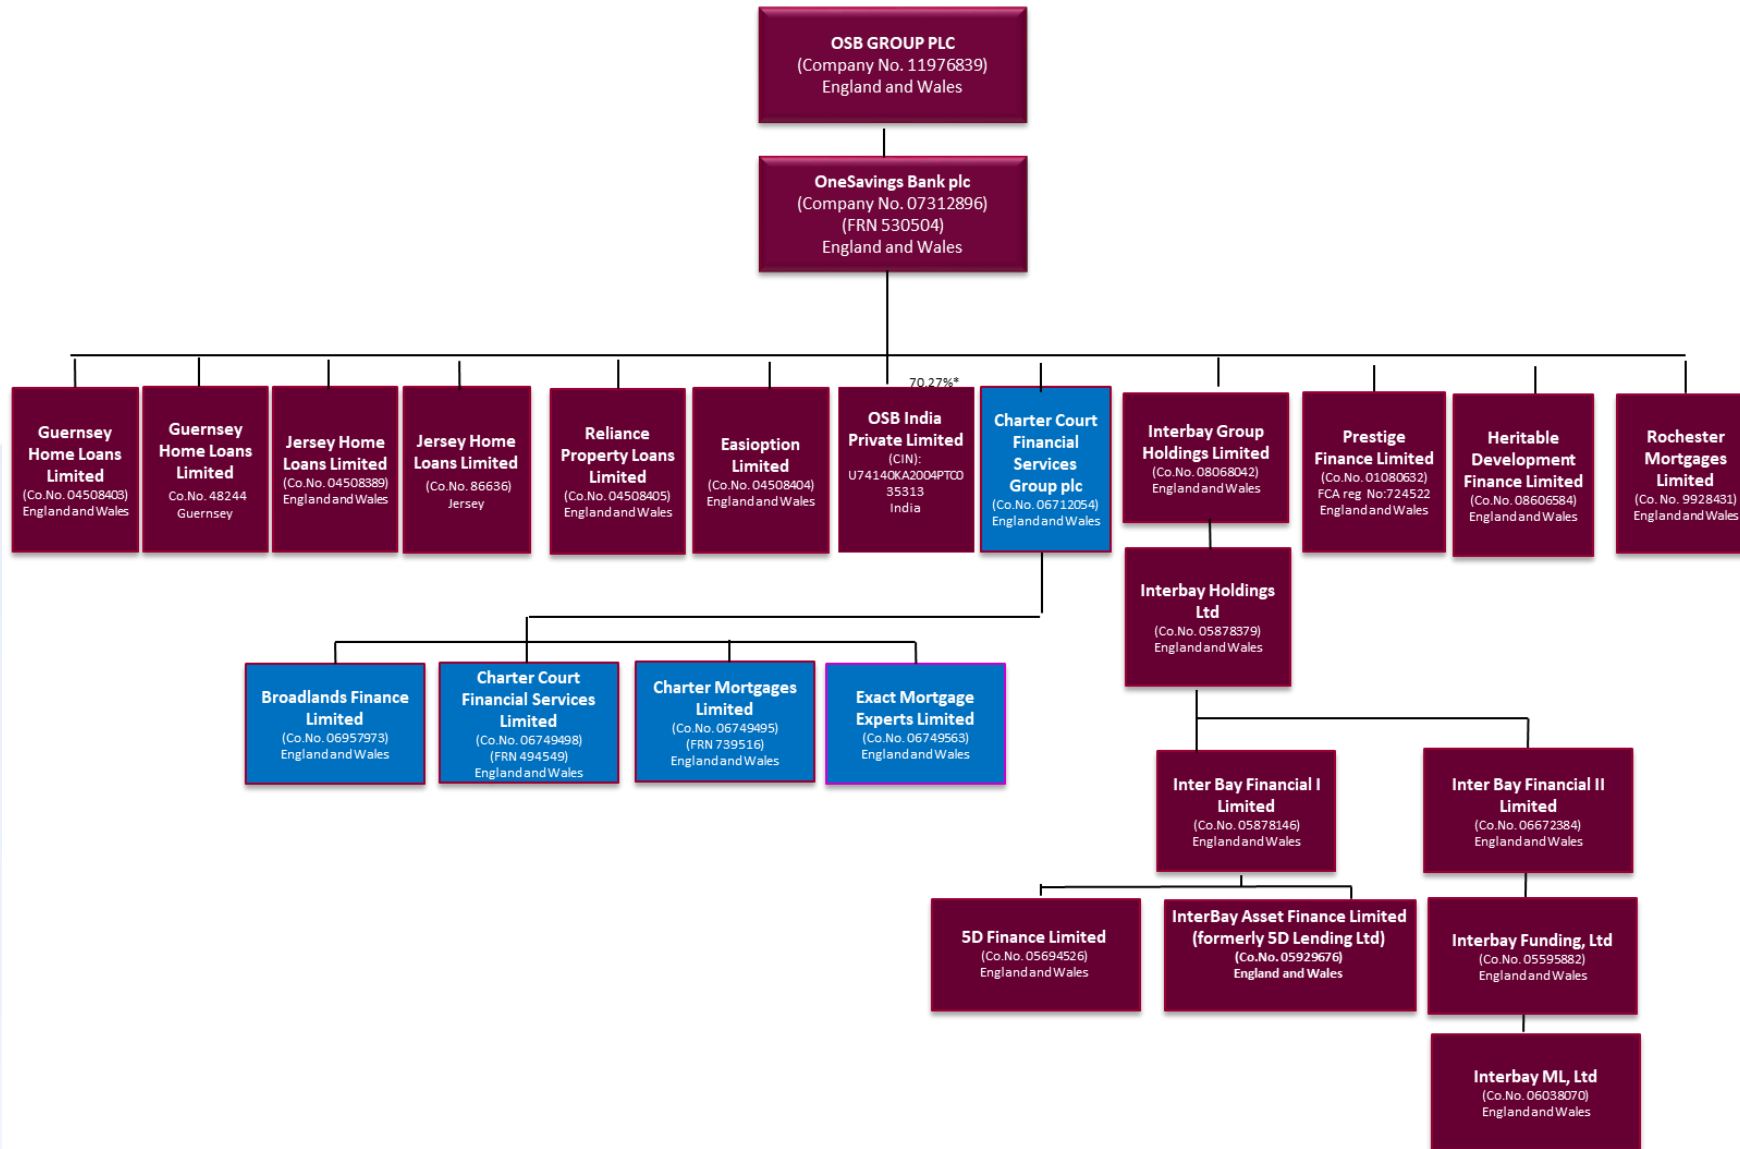 OSB GROUP PLC
(Company No. 11976839)
England and Wales
OneSavings Bank plc
(Company No. 07312896)
(FRN 530504)
England and Wales
Guernsey
Home Loans
Limited
(Co.No. 04508403)
England and Wales
Guernsey
Home Loans
Limited
Co.No. 48244
Guernsey
Jersey Home
Loans Limited
(Co.No. 04508389)
England and Wales
Jersey Home
Loans Limited
(Co.No. 86636)
Jersey
Reliance
Property Loans
Limited
(Co.No. 04508405)
England and Wales
Easioption
Limited
(Co.No. 04508404)
England and Wales
70.27%*
OSB India
Private Limited
(CIN):
U74140KA2004PTC0
35313
India
Charter Court
Financial
Services
Group plc
(Co.No. 06712054)
England and Wales
Interbay Group
Holdings Limited
(Co.No. 08068042)
England and Wales
Prestige
Finance Limited
(Co.No. 01080632)
FCA reg No:724522
England and Wales
Heritable
Development
Finance Limited
(Co.No. 08606584)
England and Wales
Rochester
Mortgages
Limited
(Co.No. 9928431)
England and Wales
Interbay Holdings
Ltd
(Co.No. 05878379)
England and Wales
Broadlands Finance
Limited
(Co.No. 06957973)
England and Wales
Charter Court
Financial Services
Limited
(Co.No. 06749498)
(FRN 494549)
England and Wales
Charter Mortgages
Limited
(Co.No. 06749495)
(FRN 739516)
England and Wales
Exact Mortgage
Experts Limited
(Co.No. 06749563)
England and Wales
Inter Bay Financial I
Limited
(Co.No. 05878146)
England and Wales
Inter Bay Financial II
Limited
(Co.No. 06672384)
England and Wales
5D Finance Limited
(Co.No. 05694526)
England and Wales
InterBay Asset Finance Limited
(formerly 5D Lending Ltd)
(Co.No. 05929676)
England and Wales
Interbay Funding, Ltd
(Co.No. 05595882)
England and Wales
Interbay ML, Ltd
(Co.No. 06038070)
England and Wales